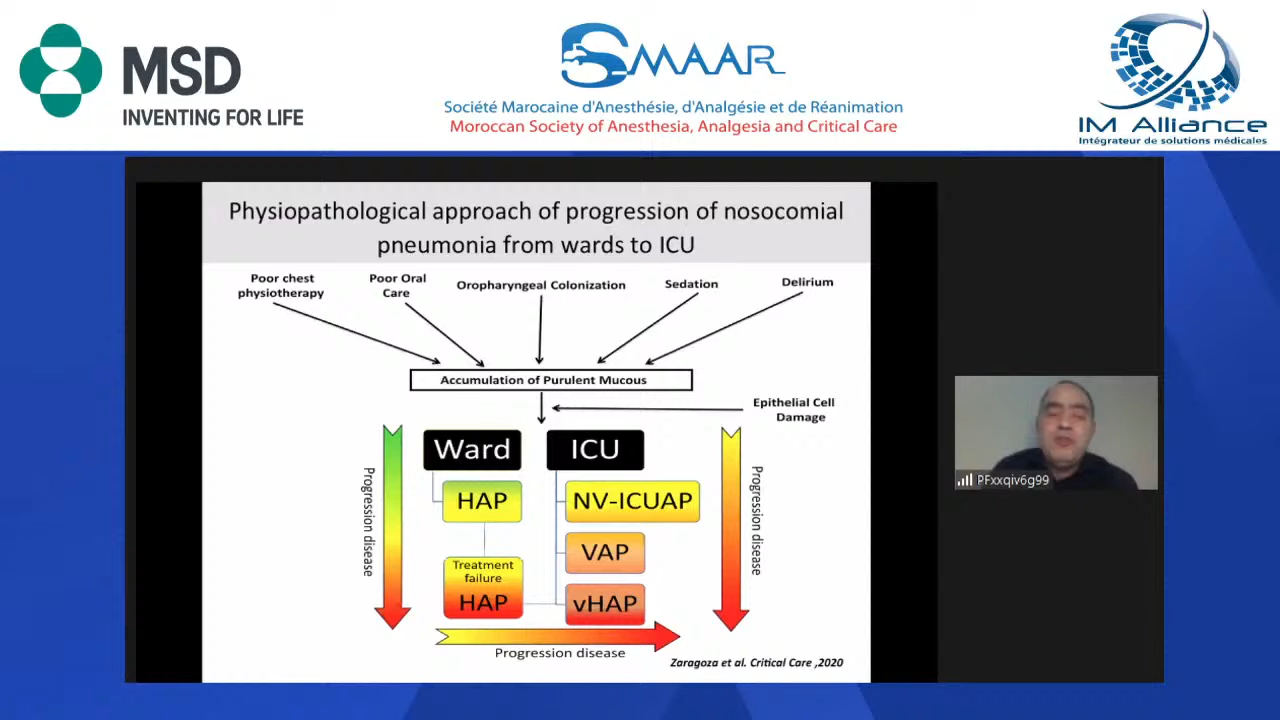 MSD
INVENTING FOR LIFE
SMAAR
Société Marocaine d'Anesthésie, d'Analgésie et de Réanimation
Moroccan Society of Anesthesia, Analgesia and Critical Care
IM Alliance
Intégrateur de solutions médicales
Physiopathological approach of progression of nosocomial
pneumonia from wards to ICU
Poor chest
physiotherapy
Poor Oral
Care
Oropharyngeal Colonization
Sedation
Delirium
Accumulation of Purulent Mucous
Epithelial Cell
Damage
Ward
ICU
HAP
NV-ICUAP
VAP
Treatment
failure
HAP
vHAP
Progression disease
Progression disease
Progression disease
Zaragoza et al. Critical Care ,2020
PFxxqiv6g99